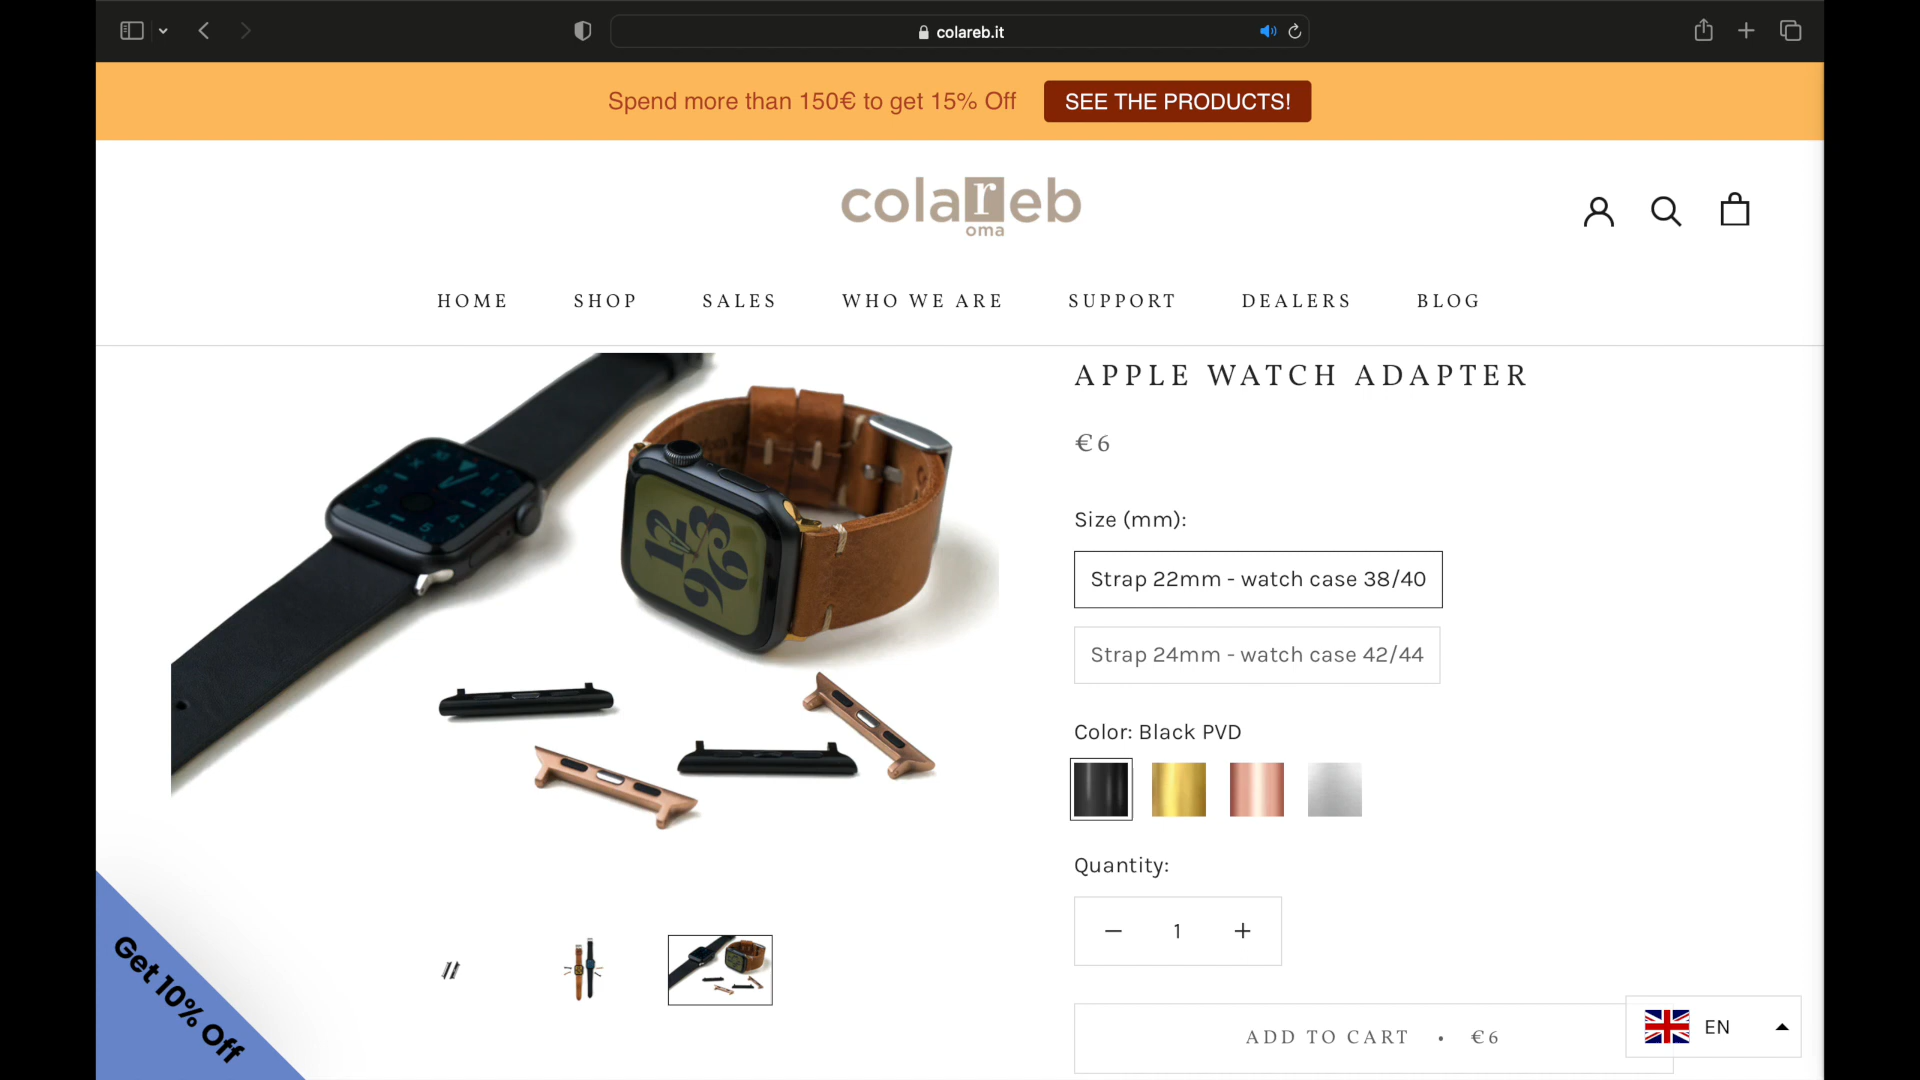 colareb.it
Spend more than 150€ to get 15% Off
SEE THE PRODUCTS!
colareb
oma
HOME
SHOP
SALES
WHO WE ARE
SUPPORT
DEALERS
BLOG
APPLE WATCH ADAPTER
€6
Size (mm):
Strap 22mm - watch case 38/40
Strap 24mm - watch case 42/44
Color: Black PVD
Quantity:
− 1 +
ADD TO CART • €6
Get 10% Off
EN